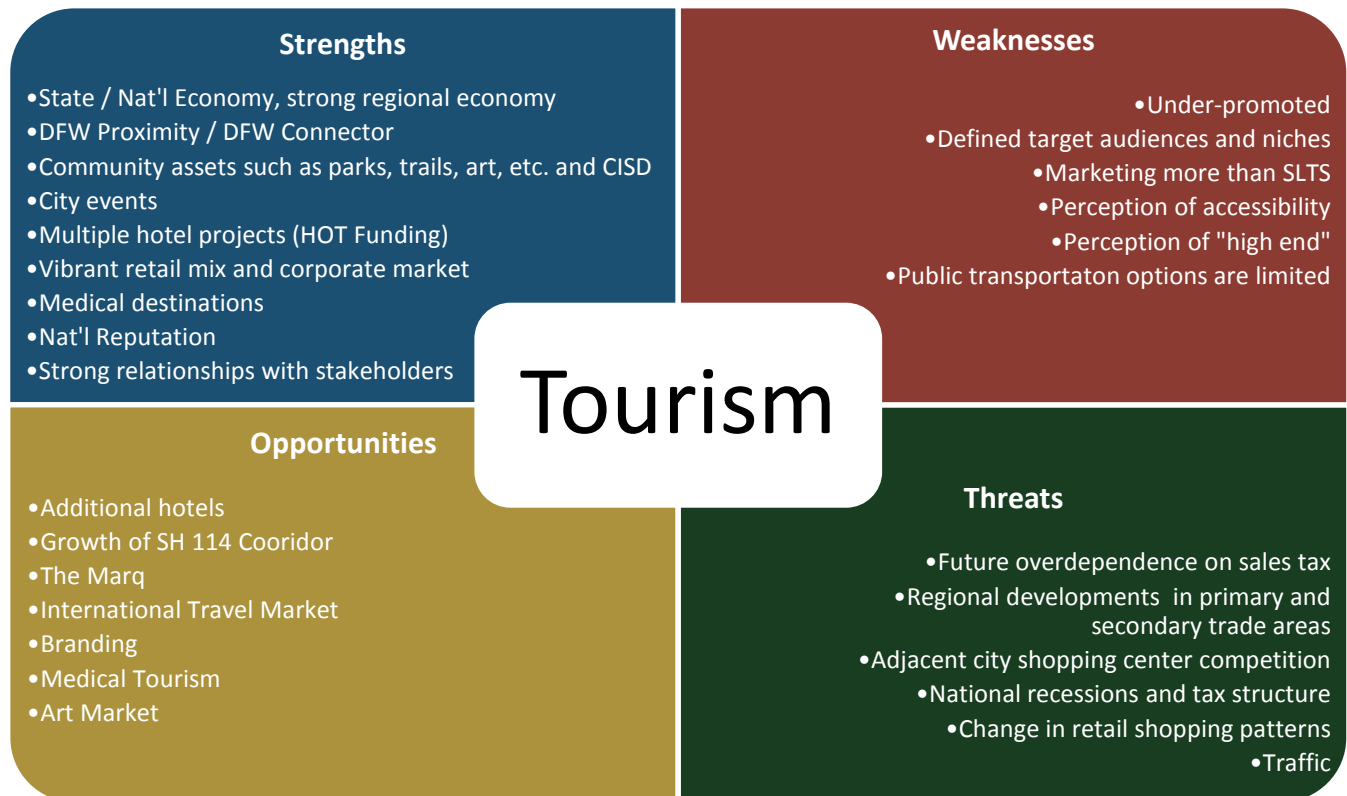 Strengths
•State / Nat'l Economy, strong regional economy
•DFW Proximity / DFW Connector
•Community assets such as parks, trails, art, etc. and CISD
•City events
•Multiple hotel projects (HOT Funding)
•Vibrant retail mix and corporate market
•Medical destinations
•Nat'l Reputation
•Strong relationships with stakeholders
Weaknesses
•Under-promoted
•Defined target audiences and niches
•Marketing more than SLTS
•Perception of accessibility
•Perception of "high end"
•Public transportaton options are limited
Tourism
Opportunities
•Additional hotels
•Growth of SH 114 Cooridor
•The Marq
•International Travel Market
•Branding
•Medical Tourism
•Art Market
Threats
•Future overdependence on sales tax
•Regional developments in primary and
secondary trade areas
•Adjacent city shopping center competition
•National recessions and tax structure
•Change in retail shopping patterns
•Traffic